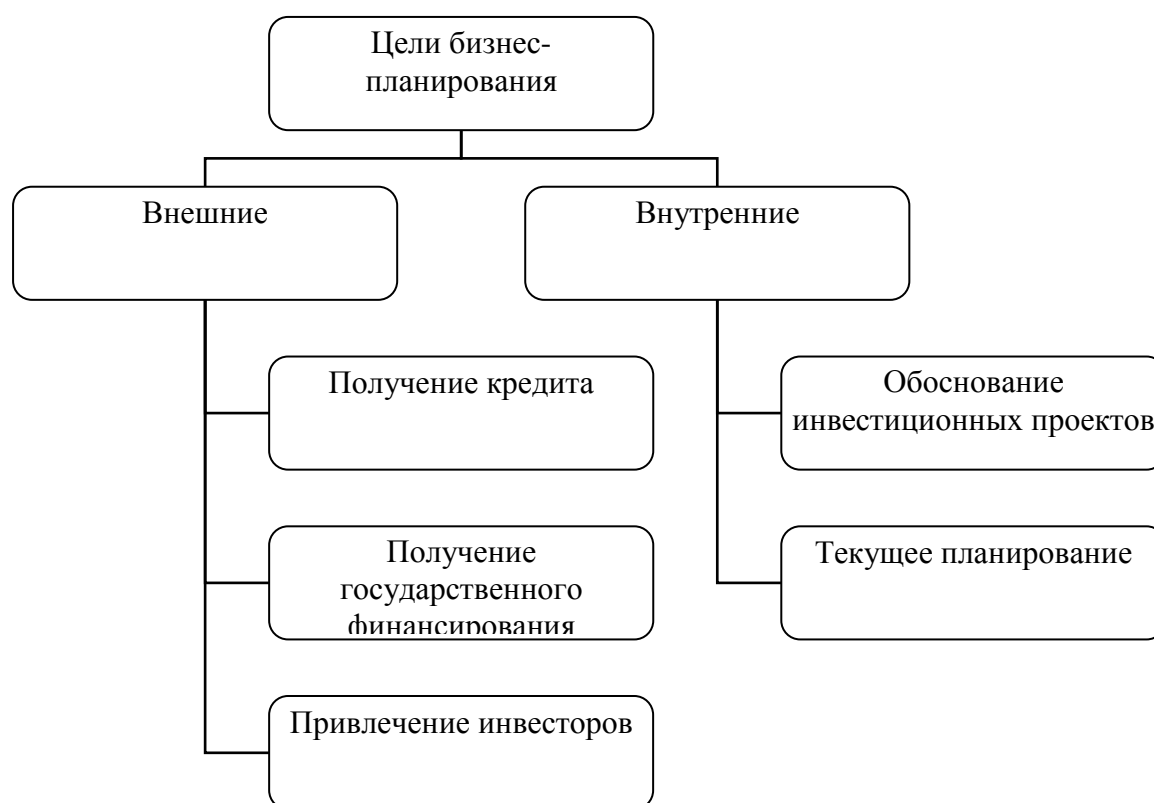 Цели бизнес-
планирования
Внешние
Внутренние
Получение кредита
Обоснование
инвестиционных проектов
Получение
государственного
финансирования
Текущее планирование
Привлечение инвесторов